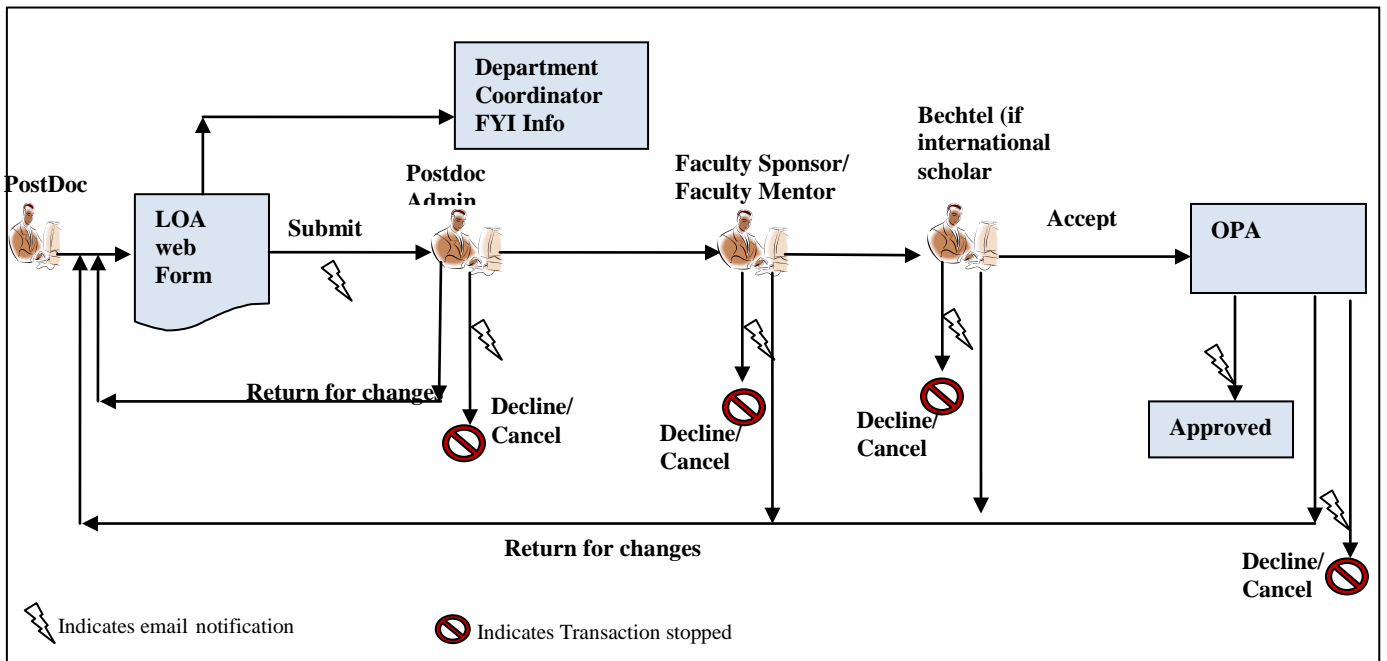 Department
Coordinator
FYI Info
Bechtel (if
international
scholar
Faculty Sponsor/
Faculty Mentor
PostDoc
Postdoc
Admin
LOA
web
Form
Submit
Accept
OPA
Return for changes
Decline/
Cancel
Decline/
Cancel
Decline/
Cancel
Approved
Return for changes
Decline/
Cancel
Indicates email notification
Indicates Transaction stopped